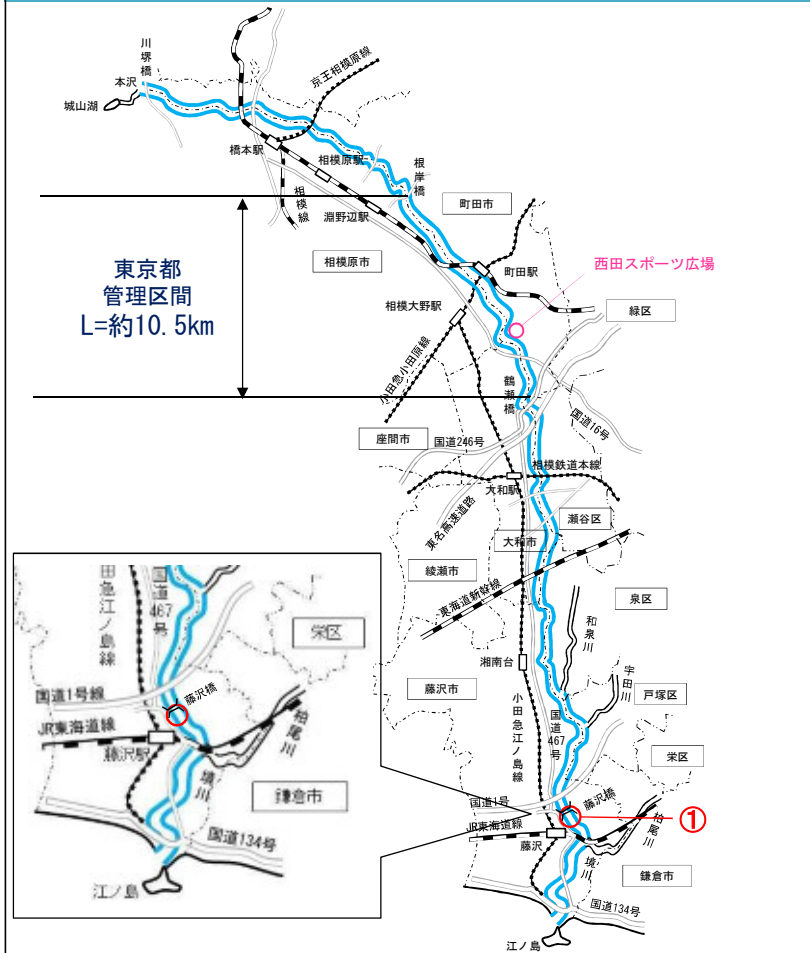 川堺橋
本沢
城山湖
京王相模原線
橋本駅
相模原駅
根岸橋
相模線
淵野辺駅
町田市
東京都
管理区間
L=約10.5km
相模原市
町田駅
西田スポーツ広場
相模大野駅
緑区
小田急小田原線
鶴瀬橋
国道16号
座間市
国道246号
相模鉄道本線
大和駅
東名高速道路
瀬谷区
大和市
綾瀬市
東海道新幹線
泉区
和泉川
湘南台
宇田川
藤沢市
戸塚区
小田急江ノ島線
国道467号
栄区
国道1号
藤沢橋
①
JR東海道線
藤沢
柏尾川
境川
鎌倉市
国道134号
江ノ島
田急江ノ島線
国道467号
栄区
国道1号線
藤沢橋
JR東海道線
藤沢駅
柏尾川
鎌倉市
境川
国道134号
江ノ島